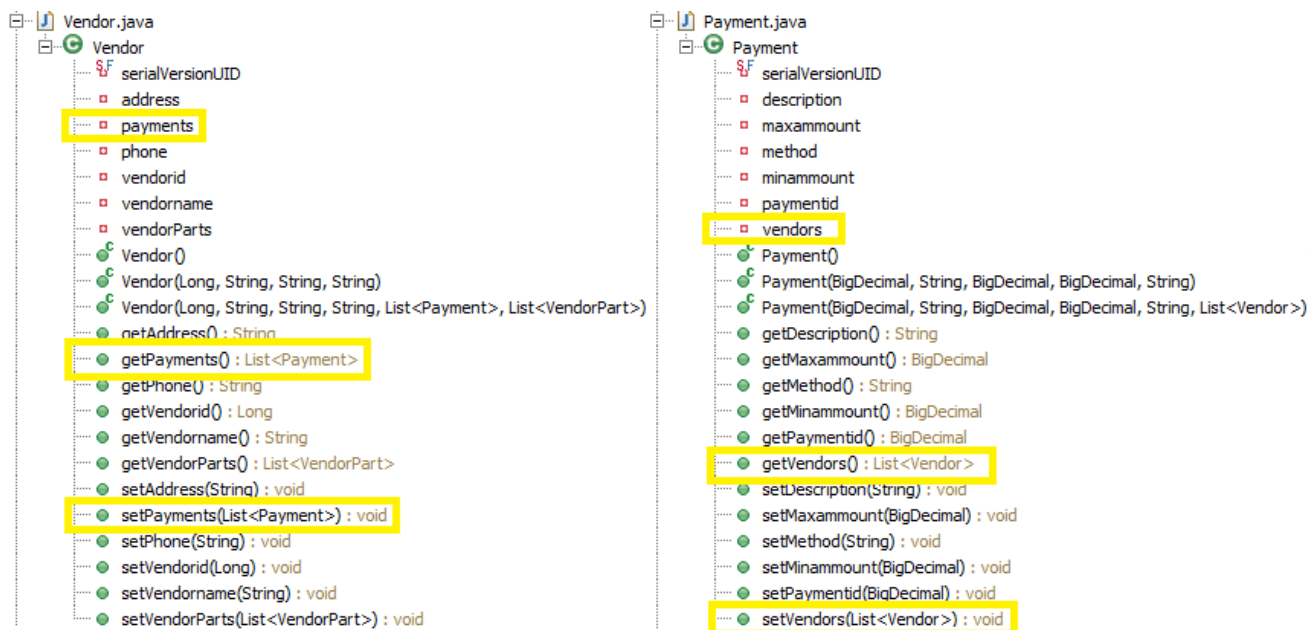 Vendor.java
Vendor
serialVersionUID
address
payments
phone
vendorid
vendorname
vendorParts
Vendor()
Vendor(Long, String, String, String)
Vendor(Long, String, String, String, List<Payment>, List<VendorPart>)
getAddress() : String
getPayments() : List<Payment>
getPhone() : String
getVendorid() : Long
getVendorname() : String
getVendorParts() : List<VendorPart>
setAddress(String) : void
setPayments(List<Payment>) : void
setPhone(String) : void
setVendorid(Long) : void
setVendorname(String) : void
setVendorParts(List<VendorPart>) : void
Payment.java
Payment
serialVersionUID
description
maxammount
method
minammount
paymentid
vendors
Payment()
Payment(BigDecimal, String, BigDecimal, BigDecimal, String)
Payment(BigDecimal, String, BigDecimal, BigDecimal, String, List<Vendor>)
getDescription() : String
getMaxammount() : BigDecimal
getMethod() : String
getMinammount() : BigDecimal
getPaymentid() : BigDecimal
getVendors() : List<Vendor>
setDescription(String) : void
setMaxammount(BigDecimal) : void
setMethod(String) : void
setMinammount(BigDecimal) : void
setPaymentid(BigDecimal) : void
setVendors(List<Vendor>) : void